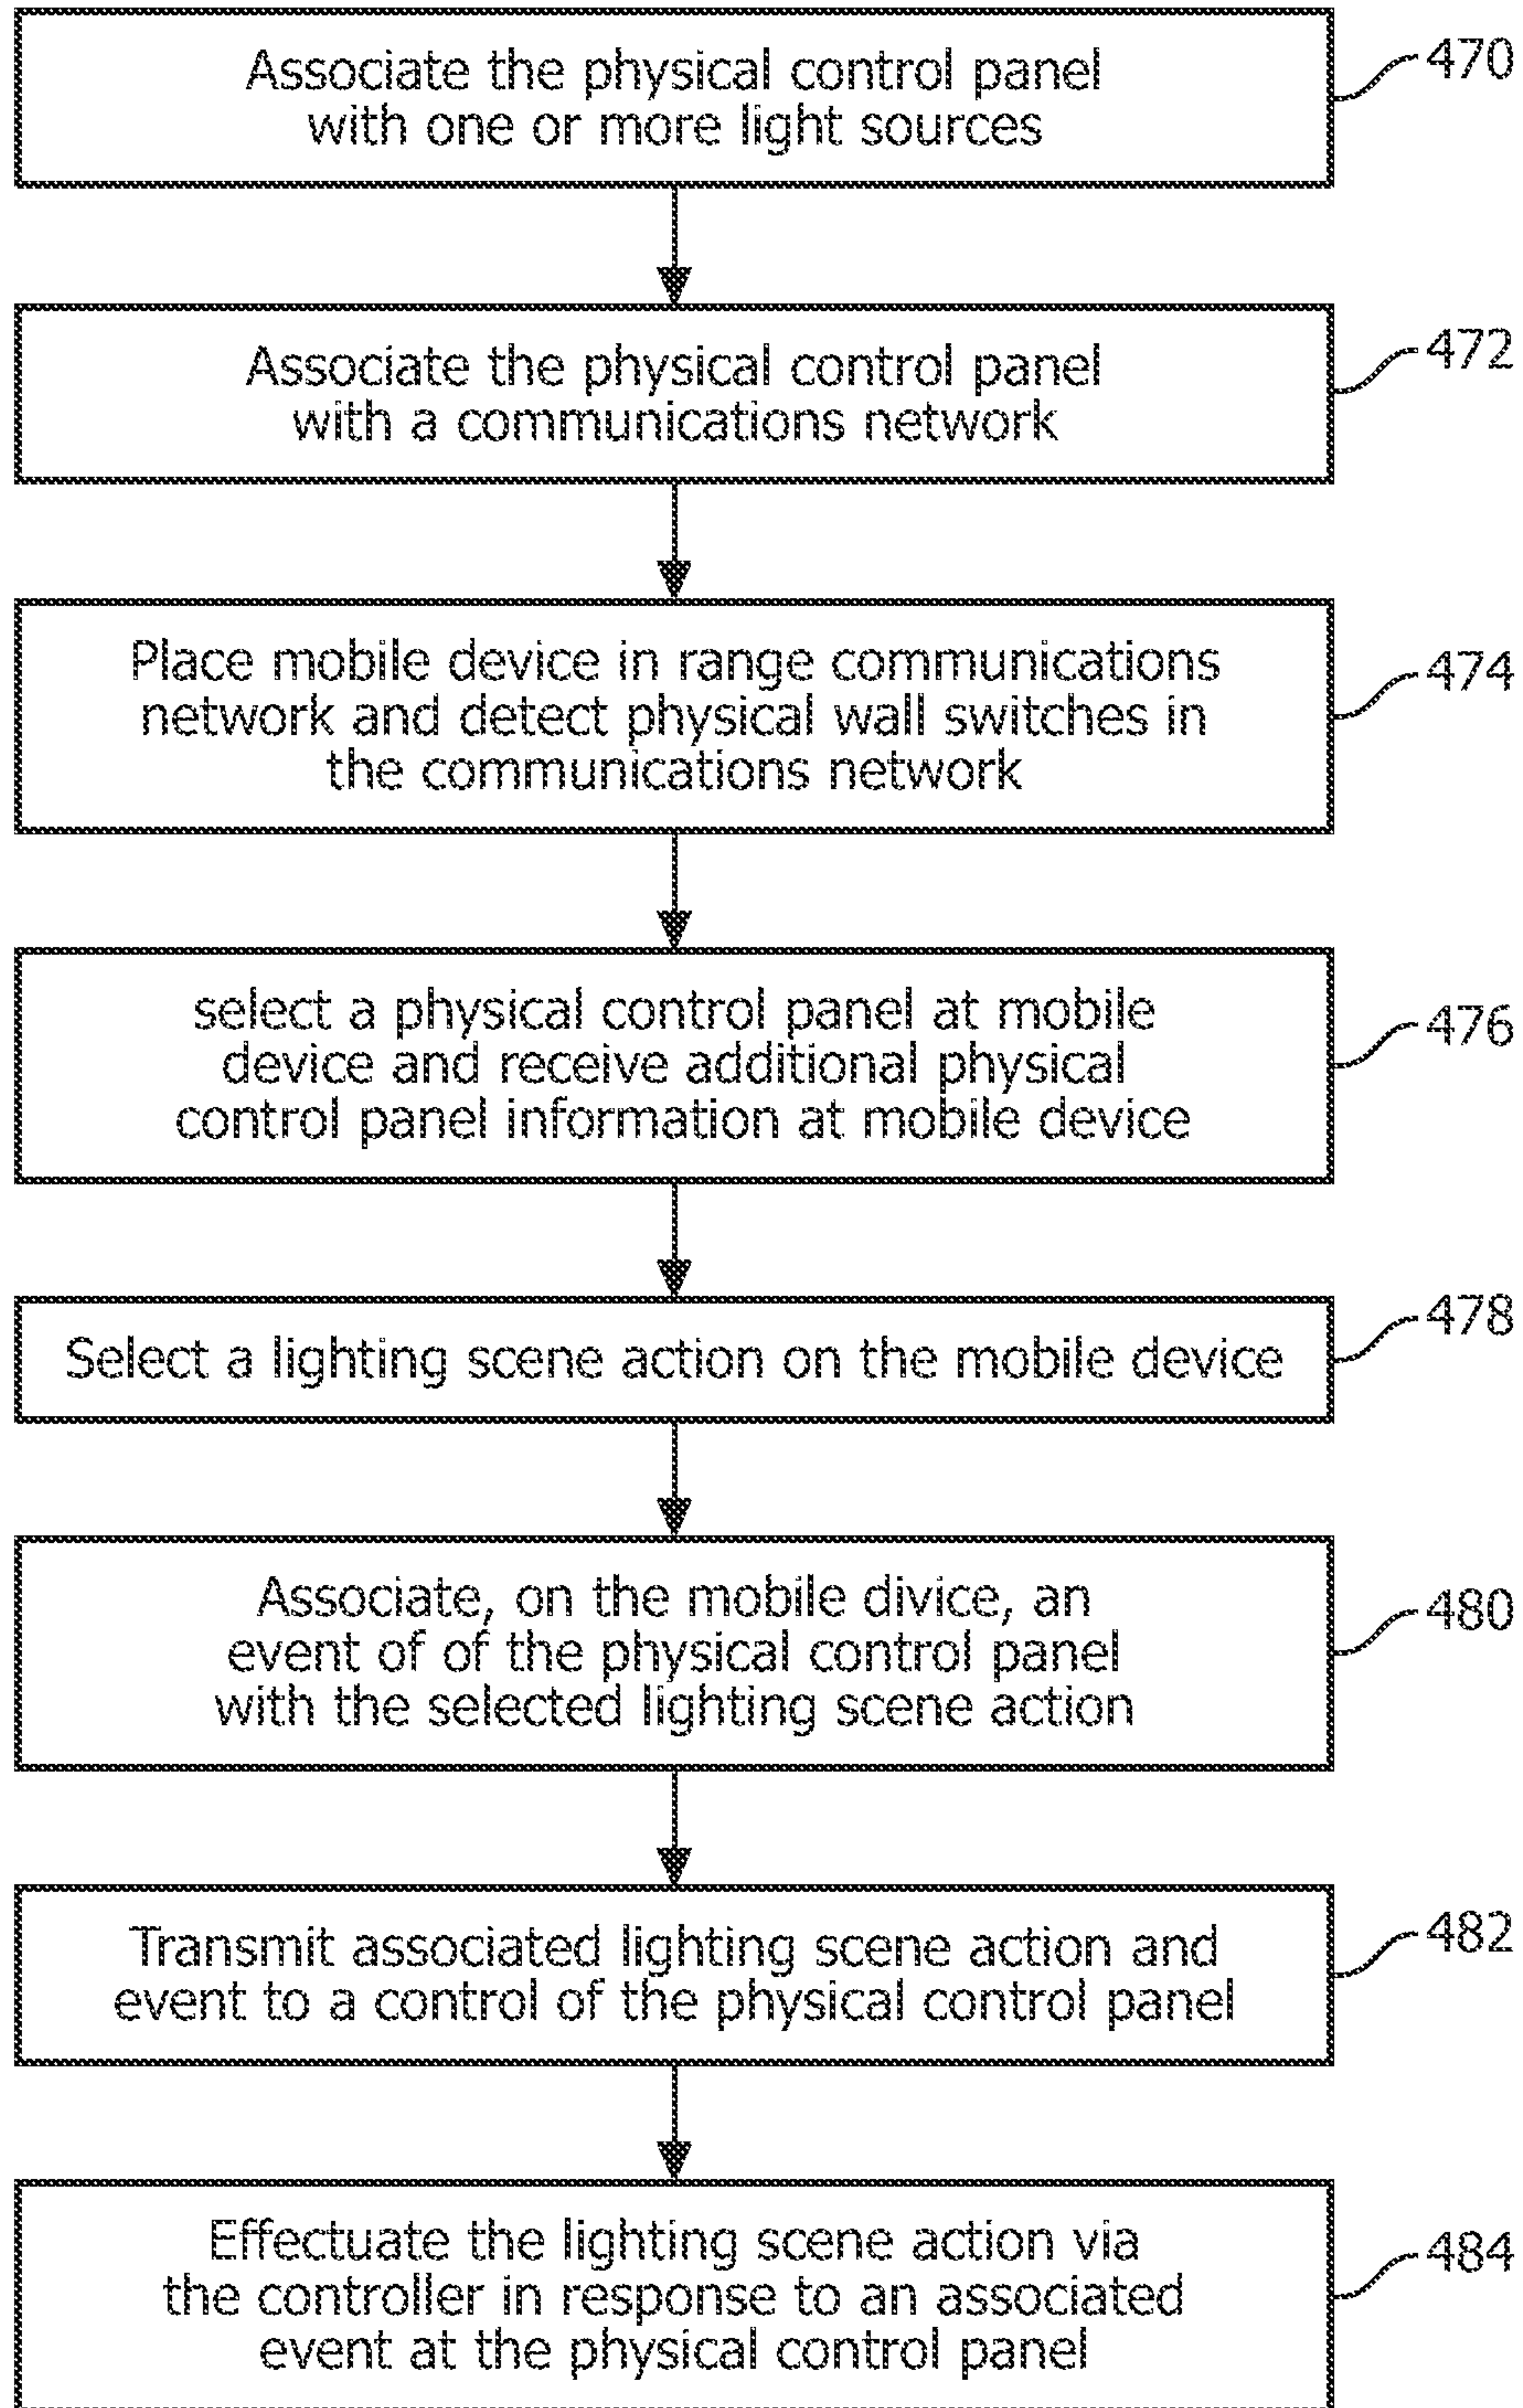 Associate the physical control panel
with one or more light sources
470
Associate the physical control panel
with a communications network
472
Place mobile device in range communications
network and detect physical wall switches in
the communications network
474
select a physical control panel at mobile
device and receive additional physical
control panel information at mobile device
476
Select a lighting scene action on the mobile device
478
Associate, on the mobile divice, an
event of of the physical control panel
with the selected lighting scene action
480
Transmit associated lighting scene action and
event to a control of the physical control panel
482
Effectuate the lighting scene action via
the controller in response to an associated
event at the physical control panel
484